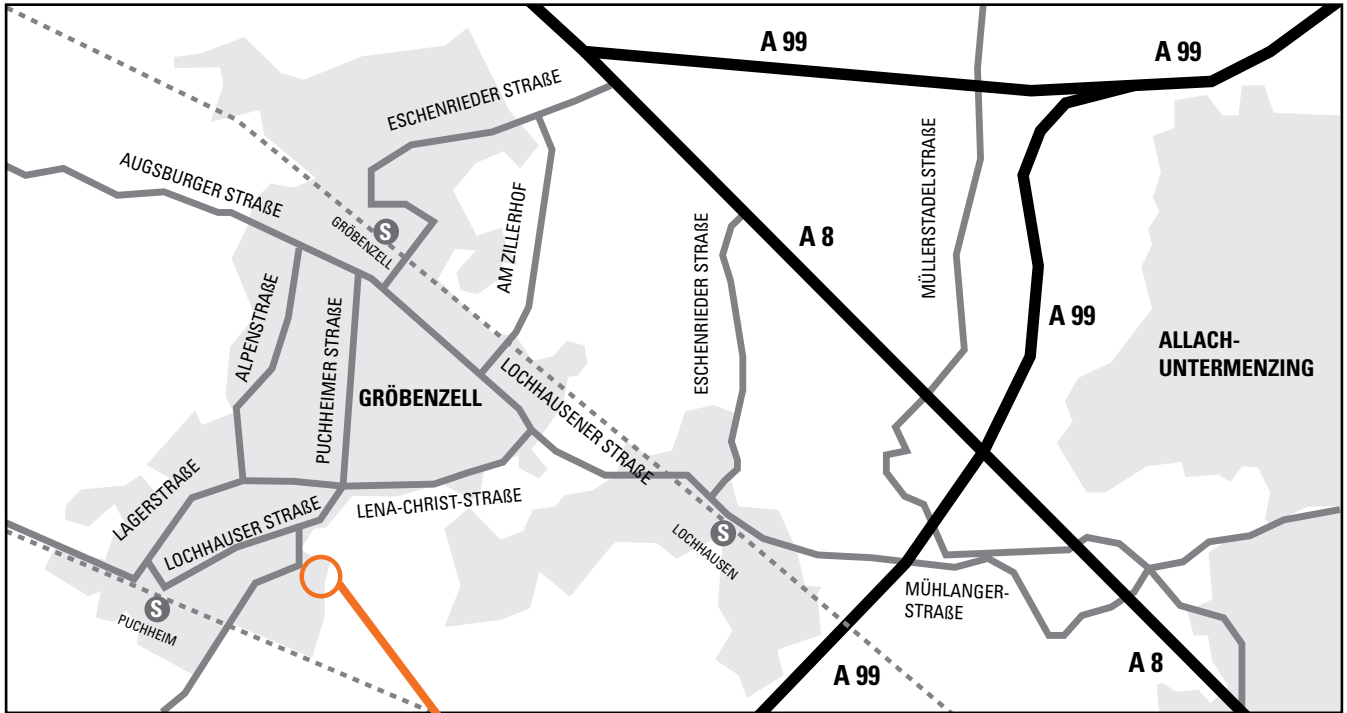 A 99
A 99
ESCHENRIEDER STRAßE
AUGSBURGER STRAßE
MÜLLERSTADELSTRAßE
S
GRÖBENZELL
AM ZILLERHOF
ESCHENRIEDER STRAßE
A 8
ALPENSTRAßE
PUCHHEIMER STRAßE
A 99
ALLACH-
UNTERMENZING
GRÖBENZELL
LOCHHAUSENER STRAßE
LAGERSTRAßE
LOCHHAUSER STRAßE
LENA-CHRIST-STRAßE
S
LOCHHAUSEN
MÜHLANGER-
STRAßE
S
PUCHHEIM
A 99
A 8